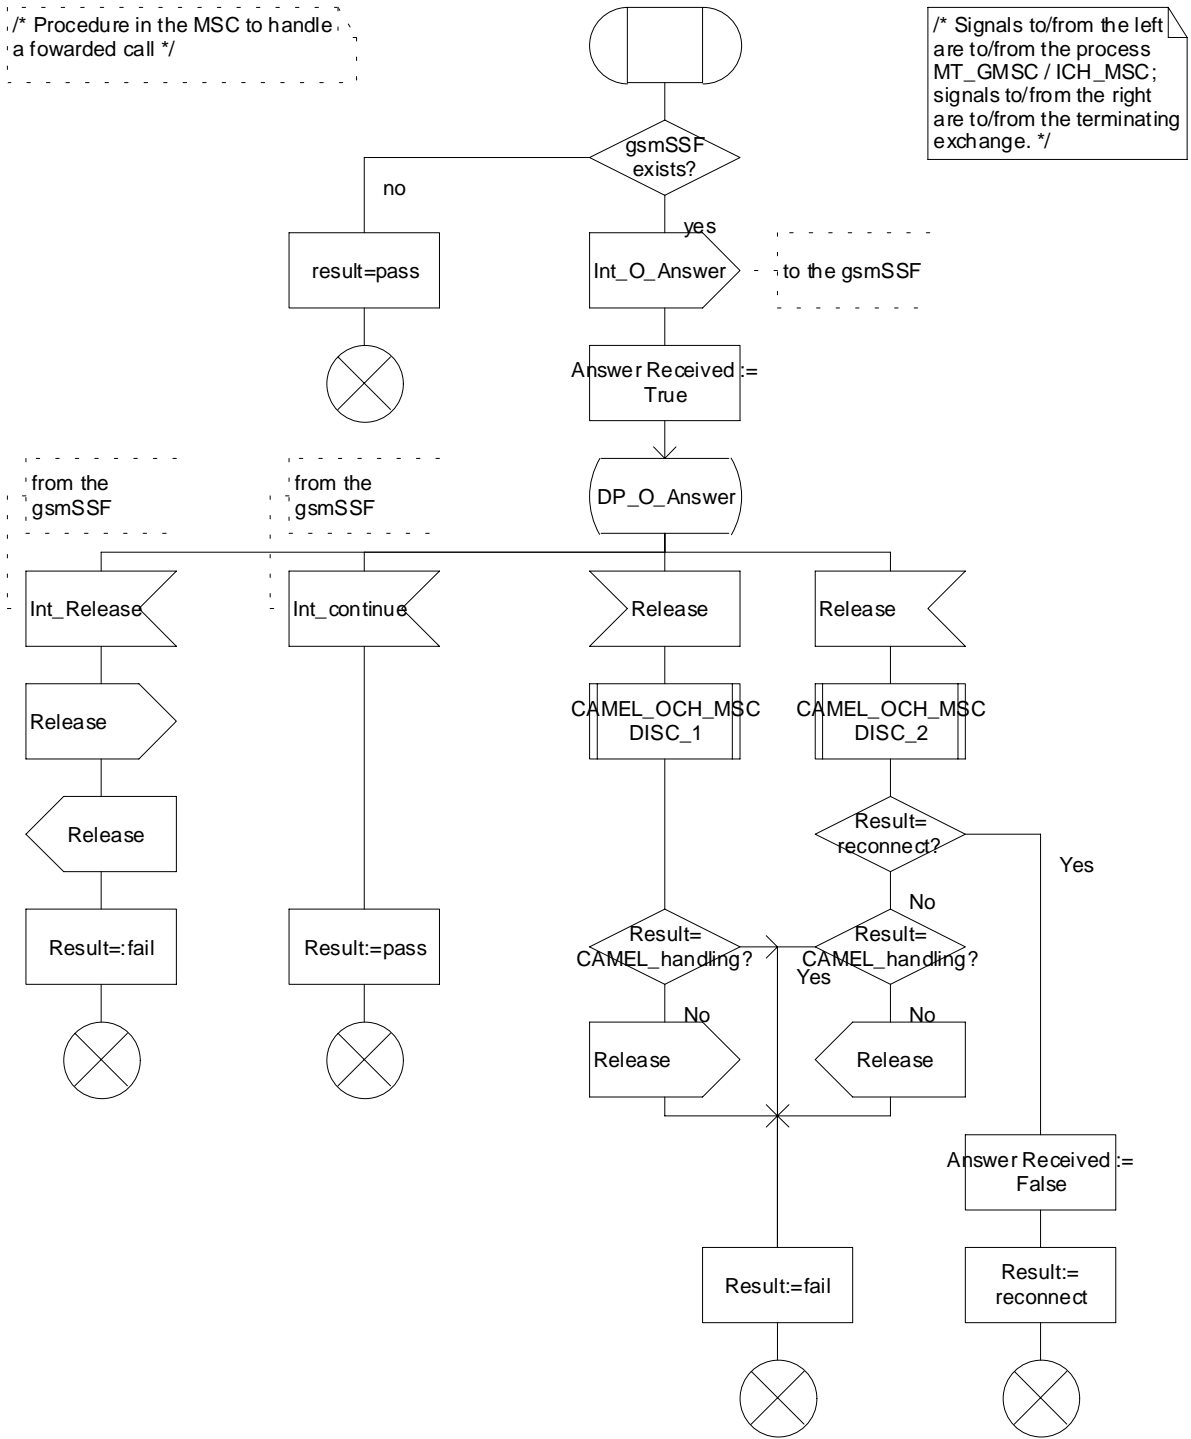 /* Procedure in the MSC to handle
a fowarded call */
/* Signals to/from the left
are to/from the process
MT_GMSC / ICH_MSC;
signals to/from the right
are to/from the terminating
exchange. */
gsmSSF
exists?
no
yes
result=pass
Int_O_Answer
to the gsmSSF
Answer Received :=
True
from the
gsmSSF
from the
gsmSSF
DP_O_Answer
Int_Release
Int_continue
Release
Release
Release
CAMEL_OCH_MSC
DISC_1
CAMEL_OCH_MSC
DISC_2
Release
Result=
reconnect?
Yes
No
Result=:fail
Result:=pass
Result=
CAMEL_handling?
Result=
CAMEL_handling?
Yes
No
No
Release
Release
Answer Received :=
False
Result:=fail
Result:=
reconnect